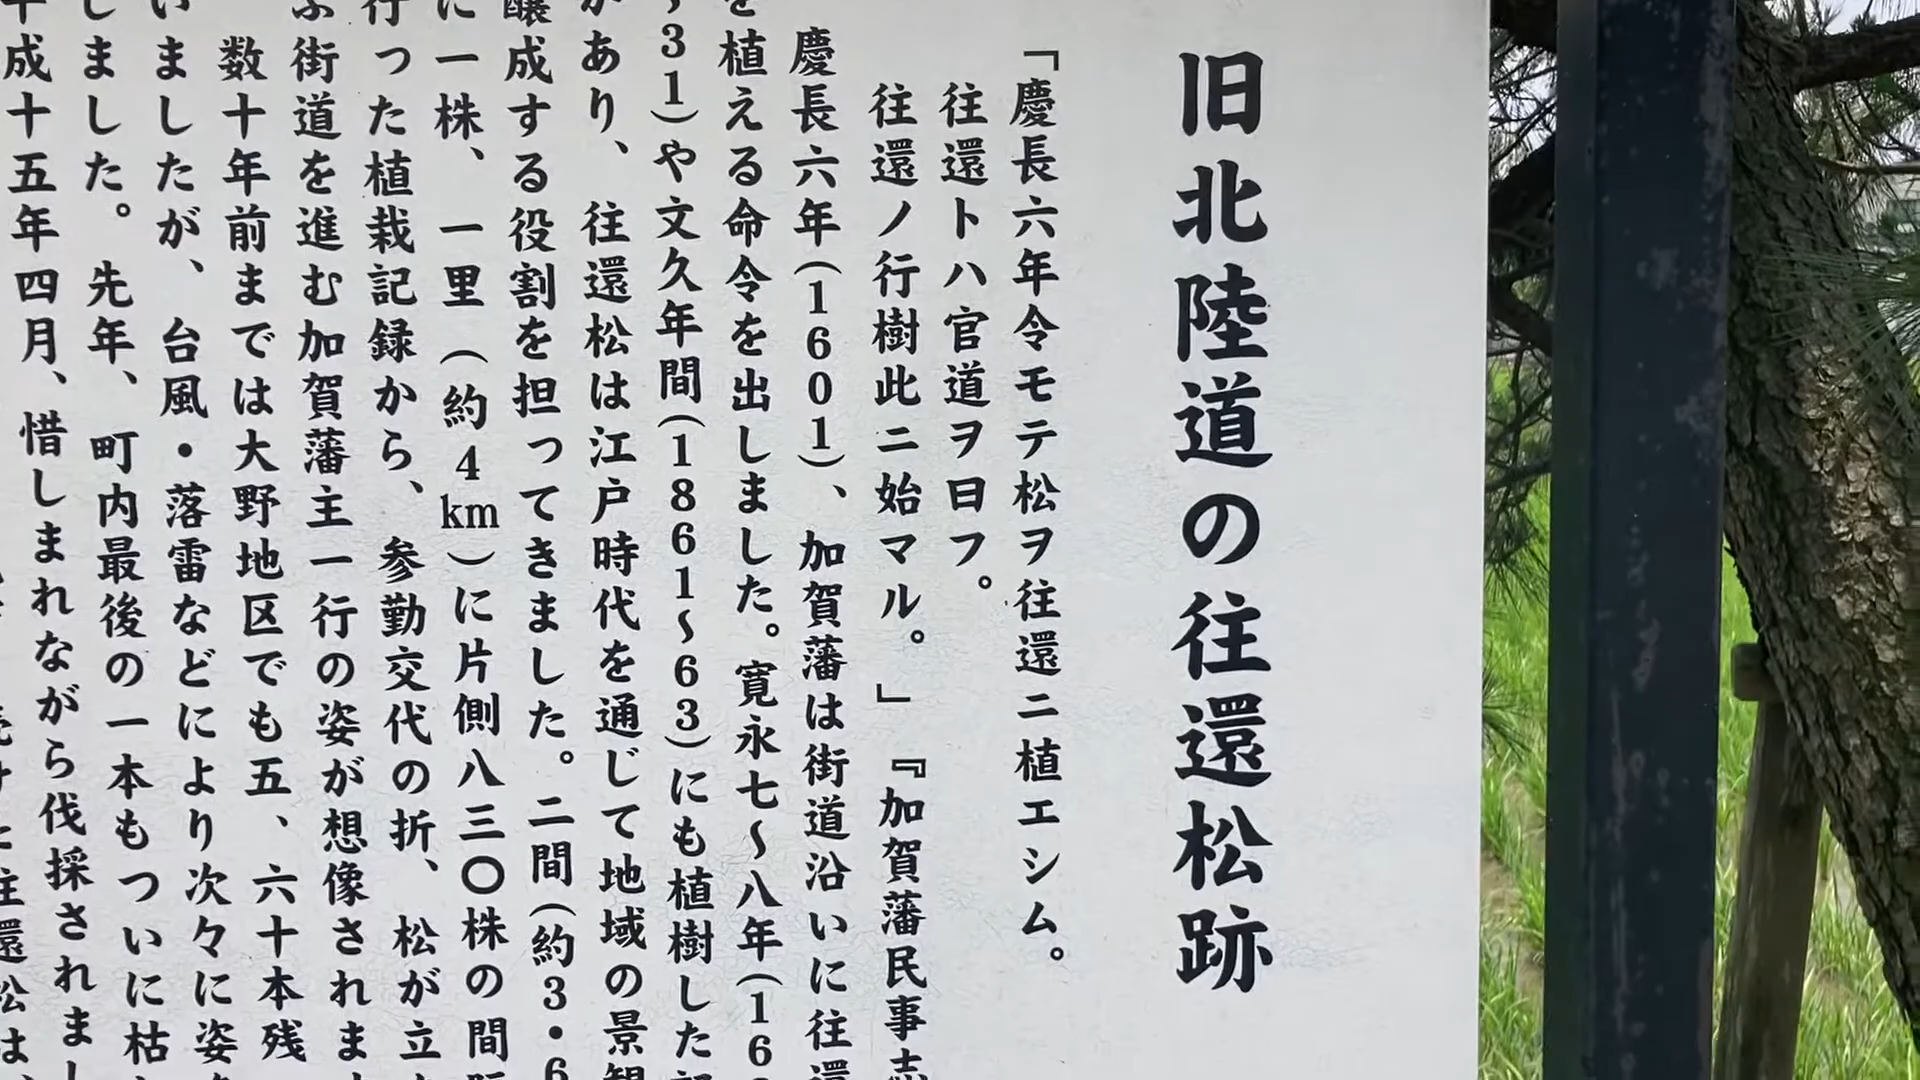 旧北陸道の往還松跡
「慶長六年令モテ松ヲ往還ニ植エシム。
往還トハ官道ヲ曰フ。
往還ノ行樹此ニ始マル。」『加賀藩民事志
慶長六年(1601)、加賀藩は街道沿いに往還
を植える命令を出しました。寛永七〜八年(16
31)や文久年間(1861〜63)にも植樹した
があり、往還松は江戸時代を通じて地域の景観
醸成する役割を担ってきました。二間(約3・6
に一株、一里(約4km)に片側八三〇株の間
行った植栽記録から、参勤交代の折、松が立
ぶ街道を進む加賀藩主一行の姿が想像されま
数十年前までは大野地区でも五、六十本残
いましたが、台風・落雷などにより次々に姿
しました。先年、町内最後の一本もついに枯
平成十五年四月、惜しまれながら伐採されまし
往還松は、